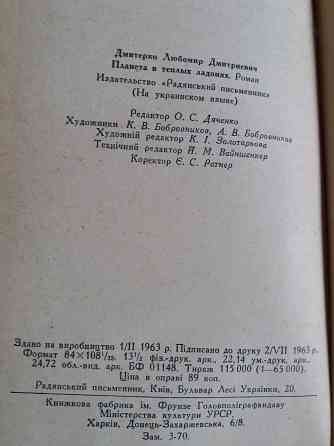 Дмитерко Любомир Дмитриевич
Планета в теплых ладонях. Роман
Издательство «Радянський письменник»
(На украинском языке)
Редактор О. С. Дяченко
Художники К. В. Бобровников, А. В. Бобровников
Художній редактор К. І. Золотарьова
Технічний редактор Я. М. Вайншенкер
Коректор Є. С. Ратнер
Здано на виробництво 1/II 1963 р. Підписано до друку 2/VII 1963 р.
Формат 84×108¹/₃₂. 13½ фіз.-друк. арк., 22,14 ум.-друк. арк.,
24,72 обл.-вид. арк. БФ 01148. Тираж 115 000 (1—65 000).
Ціна в оправі 89 коп.
Радянський письменник, Київ, Бульвар Лесі Українки, 20.
Книжкова фабрика ім. Фрунзе Головполіграфвидаву
Міністерства культури УРСР,
Харків, Донець-Захаржевська, 6/8.
Зам. 3-70.